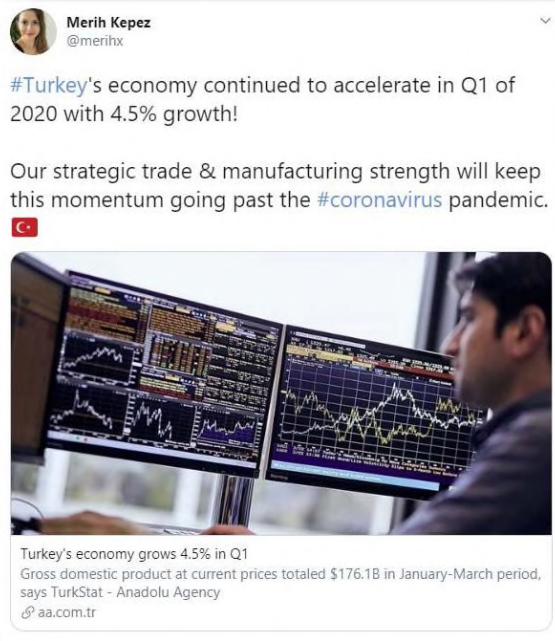 Merih Kepez
@merihx
#Turkey's economy continued to accelerate in Q1 of
2020 with 4.5% growth!
Our strategic trade & manufacturing strength will keep
this momentum going past the #coronavirus pandemic.
Turkey's economy grows 4.5% in Q1
Gross domestic product at current prices totaled $176.1B in January-March period,
says TurkStat - Anadolu Agency
aa.com.tr